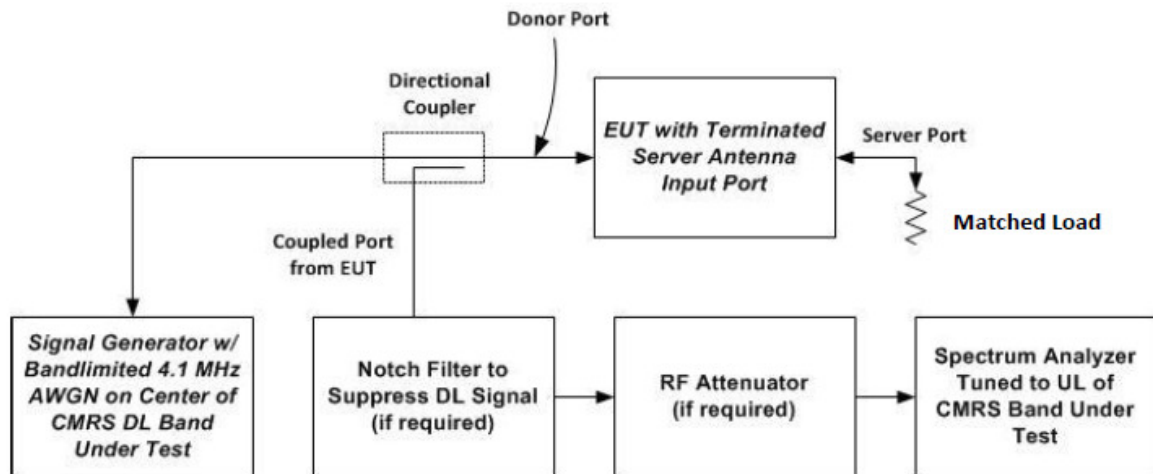 Donor Port
Directional
Coupler
EUT with Terminated
Server Antenna
Input Port
Server Port
Matched Load
Coupled Port
from EUT
Signal Generator w/
Bandlimited 4.1 MHz
AWGN on Center of
CMRS DL Band
Under Test
Notch Filter to
Suppress DL Signal
(if required)
RF Attenuator
(if required)
Spectrum Analyzer
Tuned to UL of
CMRS Band Under
Test